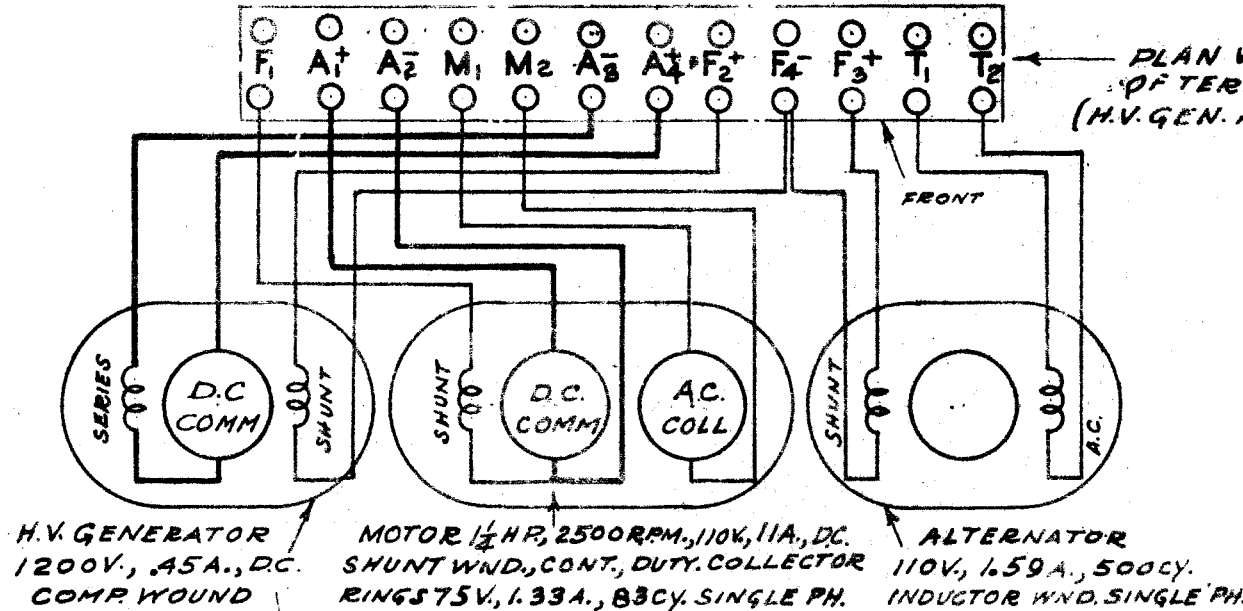 F₁ A₁⁺ A₂⁻ M₁ M₂ A₃⁻ A₄⁺ F₂⁺ F₄⁻ F₃⁺ T₁ T₂
PLAN
OF TER
(H.V. GEN.
FRONT
SERIES
D.C
COMM
SHUNT
SHUNT
D.C.
COMM
A.C.
COLL
SHUNT
A.C.
H.V. GENERATOR
1200V., .45A., D.C.
COMP. WOUND
MOTOR 1¼ HP., 2500 RPM., 110V., 11A., D.C.
SHUNT WND., CONT., DUTY. COLLECTOR
RINGS 75V., 1.33A., 83CY. SINGLE PH.
ALTERNATOR
110V., 1.59A., 500CY.
INDUCTOR WND. SINGLE PH.